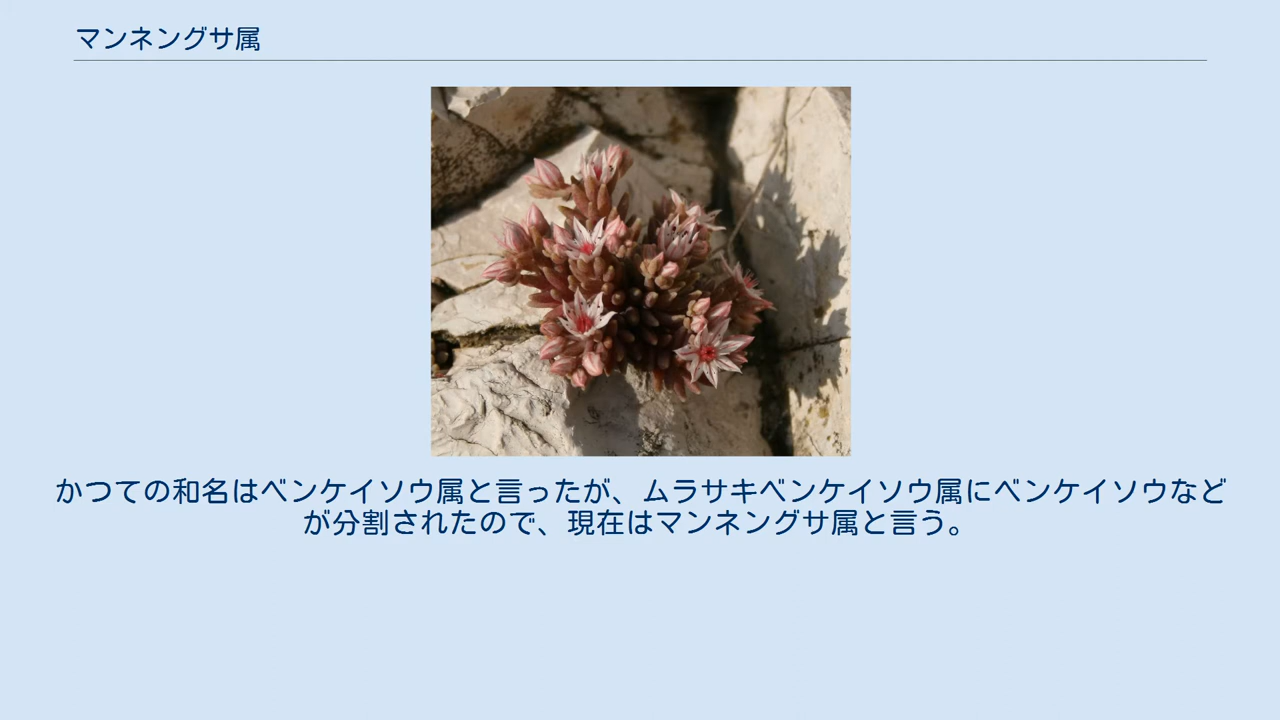 マンネングサ属
かつての和名はベンケイソウ属と言ったが、ムラサキベンケイソウ属にベンケイソウなど
が分割されたので、現在はマンネングサ属と言う。